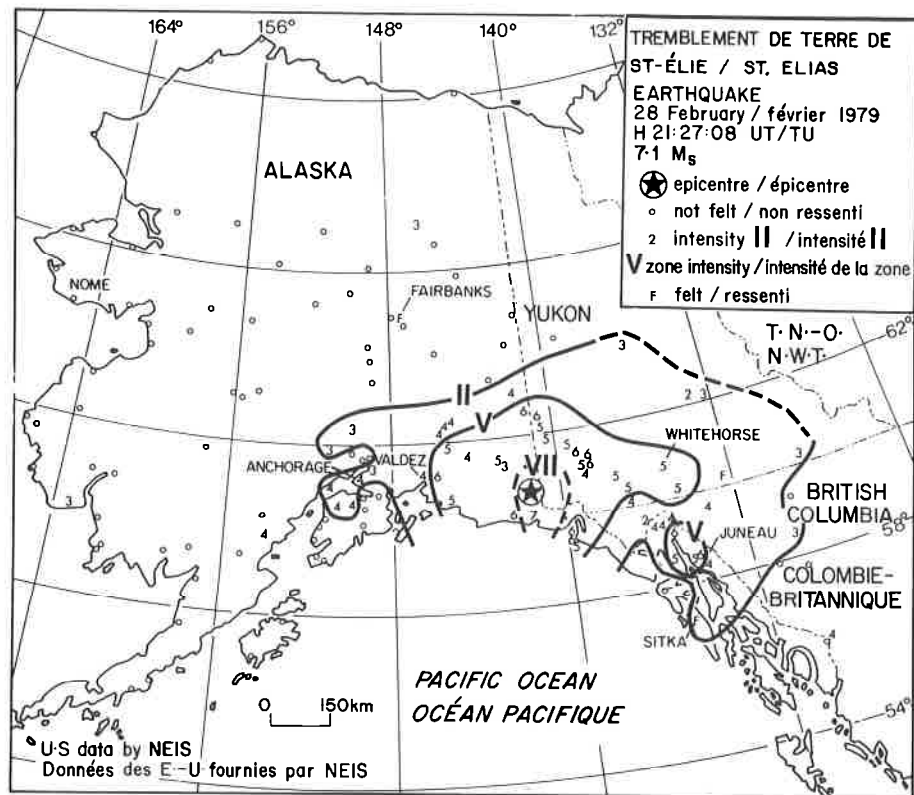 164°
156°
148°
140°
132°
TREMBLEMENT DE TERRE DE
ST-ÉLIE / ST. ELIAS
EARTHQUAKE
28 February / février 1979
H 21:27:08 UT/TU
7·1 Ms
epicentre / épicentre
not felt / non ressenti
2 intensity II / intensité II
V zone intensity / intensité de la zone
F felt / ressenti
ALASKA
NOME
FAIRBANKS
YUKON
T·N·-O·
N·W·T·
62°
II
V
VII
WHITEHORSE
ANCHORAGE
VALDEZ
BRITISH
COLUMBIA
58°
V
JUNEAU
COLOMBIE-
BRITANNIQUE
SITKA
PACIFIC OCEAN
OCÉAN PACIFIQUE
0 150km
54°
U·S data by NEIS
Données des E-U fournies par NEIS